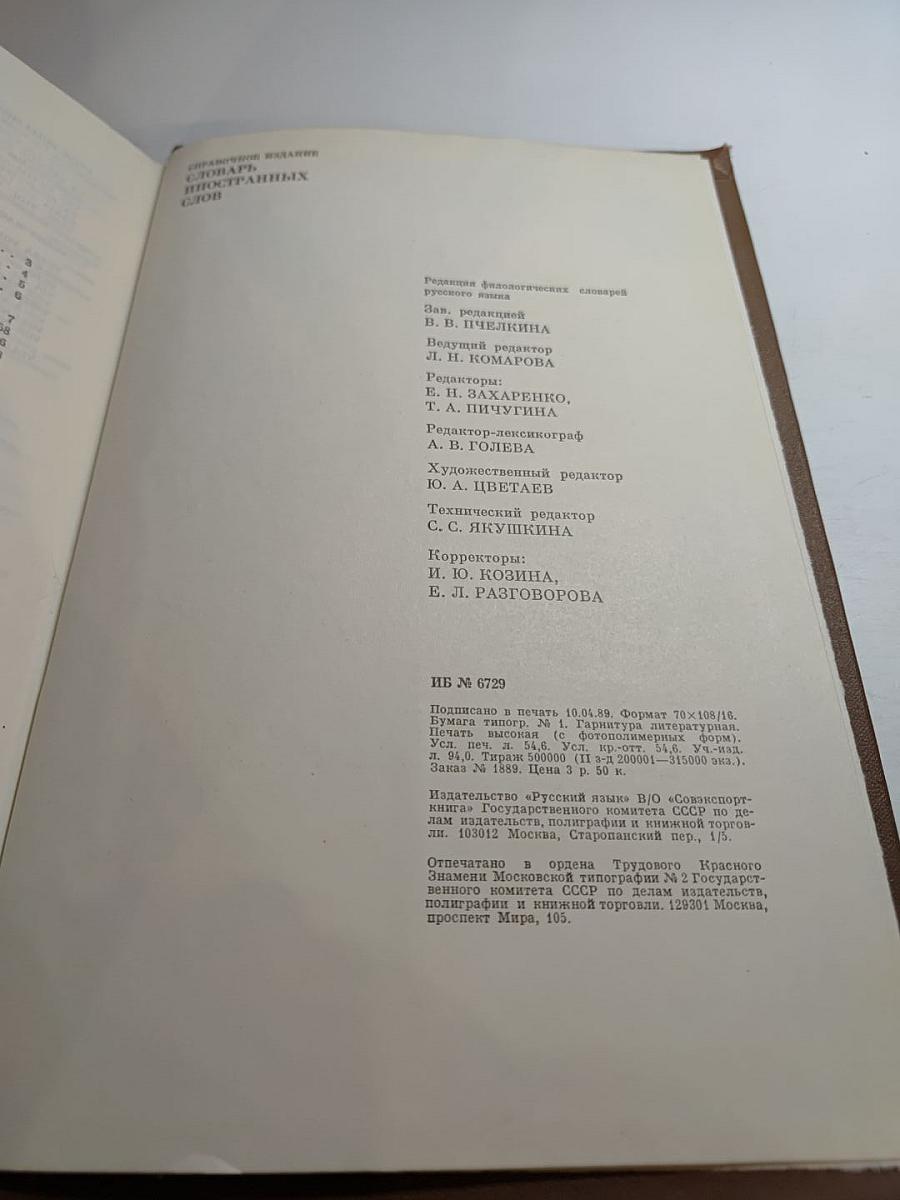 СПРАВОЧНОЕ ИЗДАНИЕ
СЛОВАРЬ
ИНОСТРАННЫХ
СЛОВ
Редакция филологических словарей
русского языка
Зав. редакцией
В. В. ПЧЕЛКИНА
Ведущий редактор
Л. Н. КОМАРОВА
Редакторы:
Е. Н. ЗАХАРЕНКО,
Т. А. ПИЧУГИНА
Редактор-лексикограф
А. В. ГОЛЕВА
Художественный редактор
Ю. А. ЦВЕТАЕВ
Технический редактор
С. С. ЯКУШКИНА
Корректоры:
И. Ю. КОЗИНА,
Е. Л. РАЗГОВОРОВА
ИБ № 6729
Подписано в печать 10.04.89. Формат 70×108/16.
Бумага типогр. № 1. Гарнитура литературная.
Печать высокая (с фотополимерных форм).
Усл. печ. л. 54,6. Усл. кр.-отт. 54,6. Уч.-изд.
л. 94,0. Тираж 500000 (II з-д 200001—315000 экз.).
Заказ № 1889. Цена 3 р. 50 к.
Издательство «Русский язык» В/О «Совэкспорт-
книга» Государственного комитета СССР по де-
лам издательств, полиграфии и книжной торгов-
ли. 103012 Москва, Старопанский пер., 1/5.
Отпечатано в ордена Трудового Красного
Знамени Московской типографии № 2 Государст-
венного комитета СССР по делам издательств,
полиграфии и книжной торговли. 129301 Москва,
проспект Мира, 105.
3
4
5
6
7